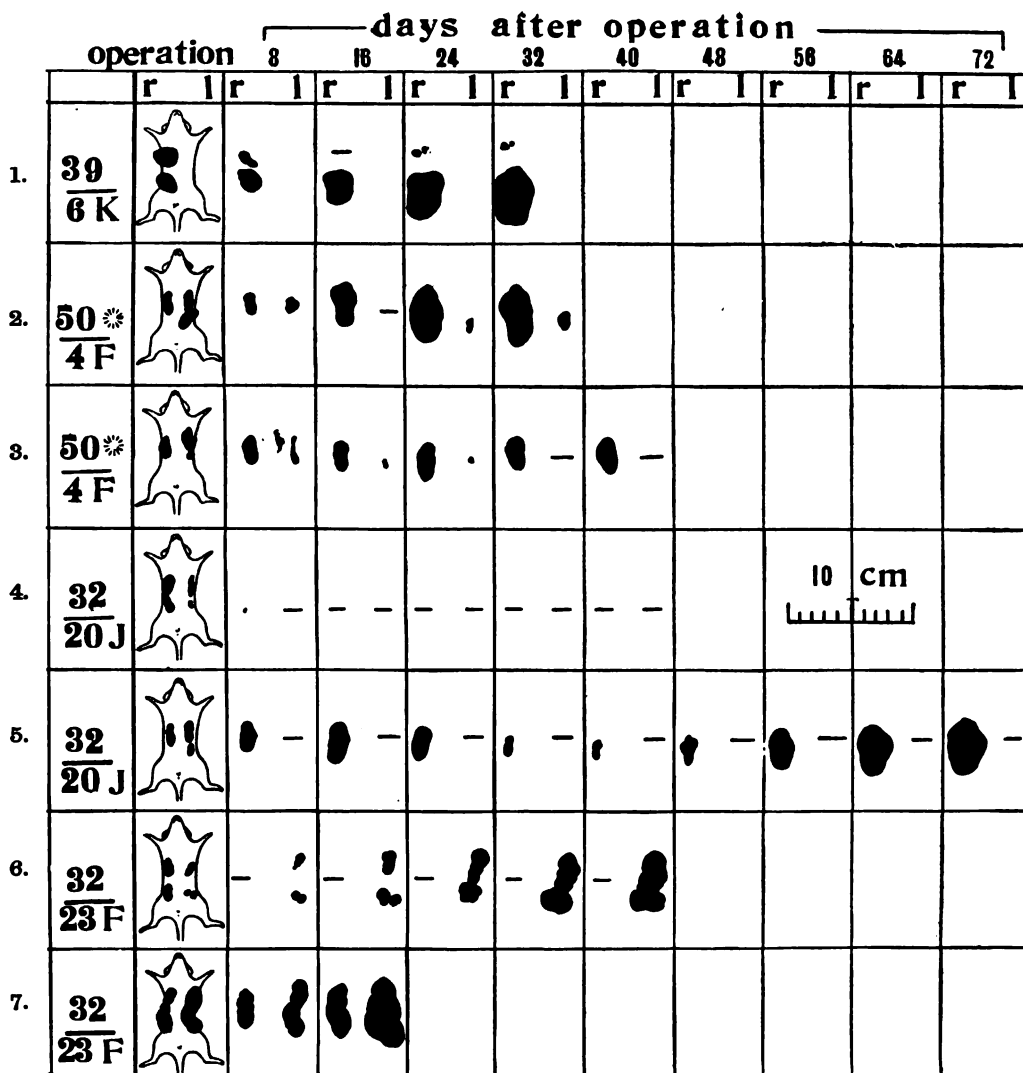 days after operation
operation 8 16 24 32 40 48 56 64 72
r l r l r l r l r l r l r l r l r l r l
1. 39
6 K
2. 50
4 F
3. 50
4 F
4. 32
20 J
10 cm
5. 32
20 J
6. 32
23 F
7. 32
23 F